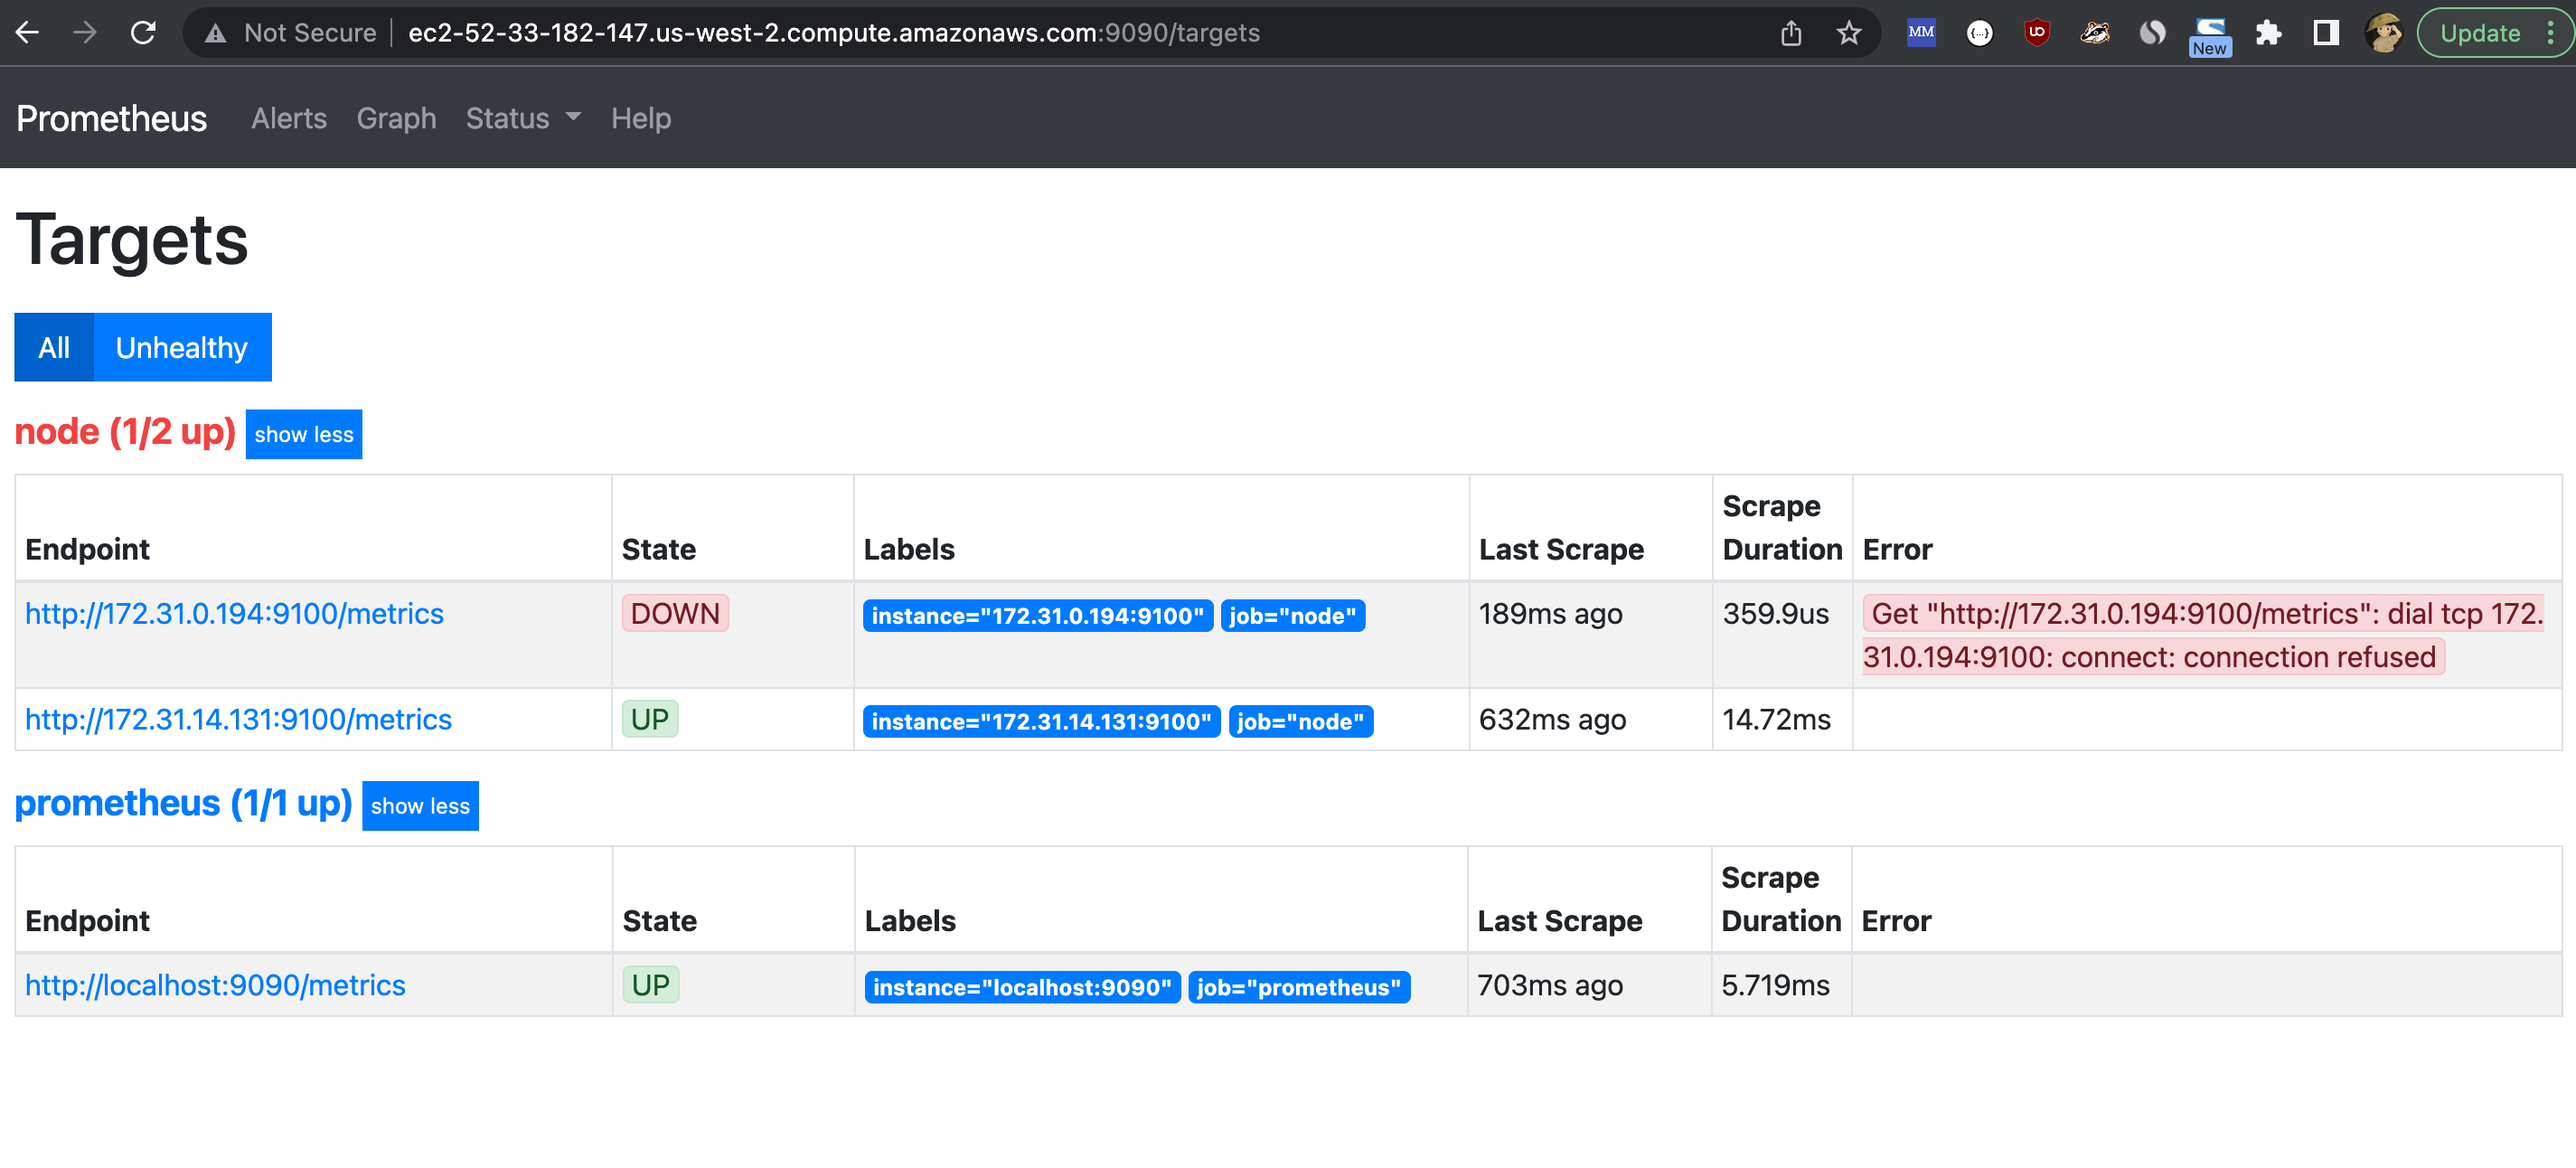 Not Secure ec2-52-33-182-147.us-west-2.compute.amazonaws.com:9090/targets MM {...} UO New Update
Prometheus Alerts Graph Status Help
Targets
All Unhealthy
node (1/2 up) show less
Endpoint State Labels Last Scrape Scrape Duration Error
http://172.31.0.194:9100/metrics DOWN instance="172.31.0.194:9100" job="node" 189ms ago 359.9us Get "http://172.31.0.194:9100/metrics": dial tcp 172.
31.0.194:9100: connect: connection refused
http://172.31.14.131:9100/metrics UP instance="172.31.14.131:9100" job="node" 632ms ago 14.72ms
prometheus (1/1 up) show less
Endpoint State Labels Last Scrape Scrape Duration Error
http://localhost:9090/metrics UP instance="localhost:9090" job="prometheus" 703ms ago 5.719ms